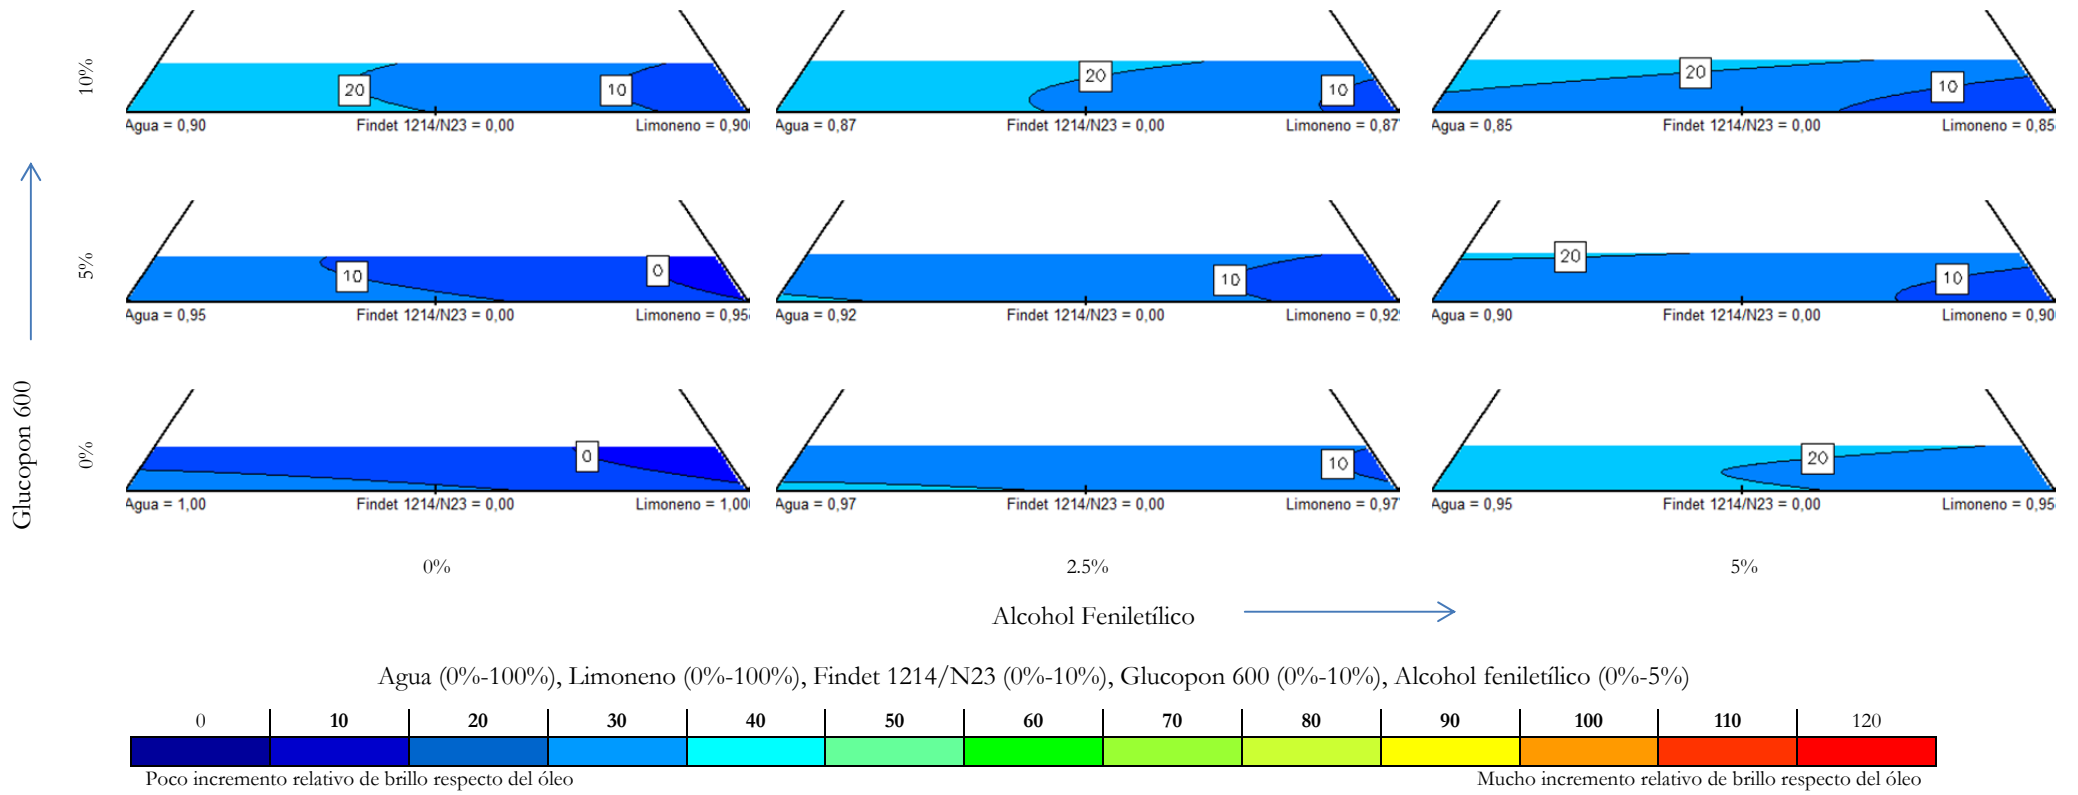 10%
20
10
20
10
20
10
Agua = 0,90
Findet 1214/N23 = 0,00
Limoneno = 0,90
Agua = 0,87
Findet 1214/N23 = 0,00
Limoneno = 0,87
Agua = 0,85
Findet 1214/N23 = 0,00
Limoneno = 0,85
5%
10
0
10
20
10
Agua = 0,95
Findet 1214/N23 = 0,00
Limoneno = 0,95
Agua = 0,92
Findet 1214/N23 = 0,00
Limoneno = 0,92
Agua = 0,90
Findet 1214/N23 = 0,00
Limoneno = 0,90
Glucopon 600
0%
0
10
20
Agua = 1,00
Findet 1214/N23 = 0,00
Limoneno = 1,00
Agua = 0,97
Findet 1214/N23 = 0,00
Limoneno = 0,97
Agua = 0,95
Findet 1214/N23 = 0,00
Limoneno = 0,95
0%
2.5%
5%
Alcohol Feniletílico
Agua (0%-100%), Limoneno (0%-100%), Findet 1214/N23 (0%-10%), Glucopon 600 (0%-10%), Alcohol feniletílico (0%-5%)
0 10 20 30 40 50 60 70 80 90 100 110 120
Poco incremento relativo de brillo respecto del óleo
Mucho incremento relativo de brillo respecto del óleo